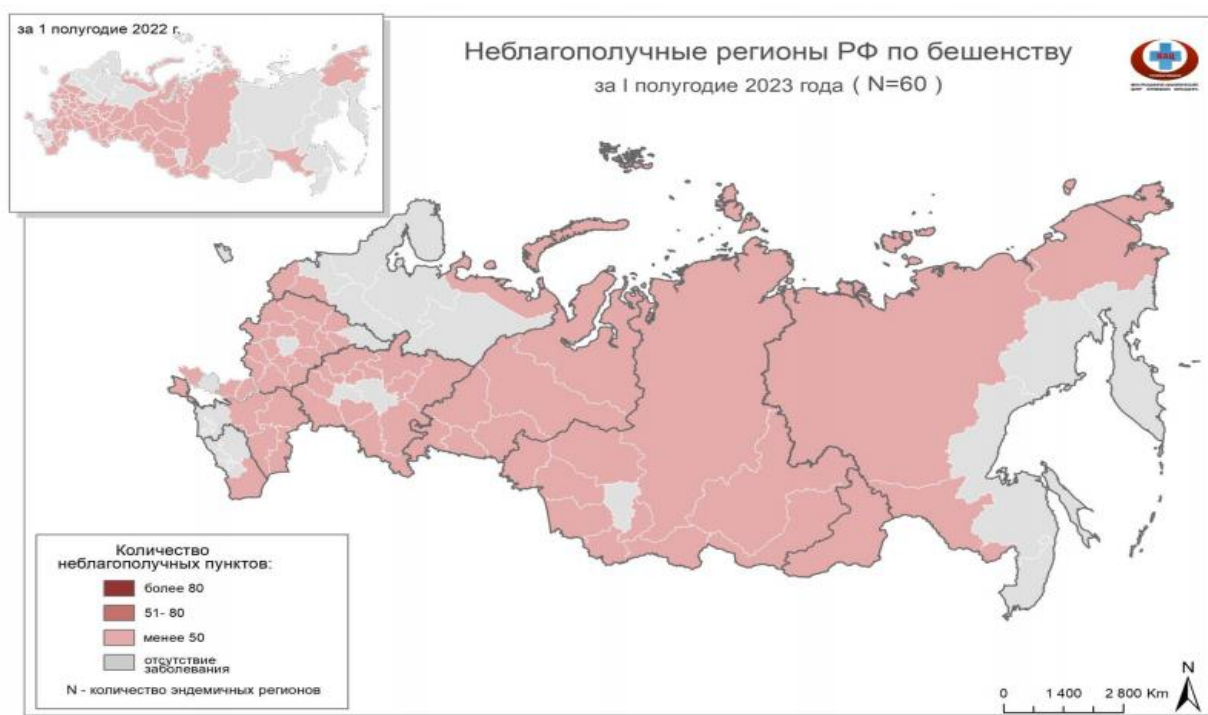 за 1 полугодие 2022 г.
Неблагополучные регионы РФ по бешенству
за I полугодие 2023 года ( N=60 )
Количество
неблагополучных пунктов:
более 80
51- 80
менее 50
отсутствие
заболевания
N - количество эндемичных регионов
N
0 1 400 2 800 Km